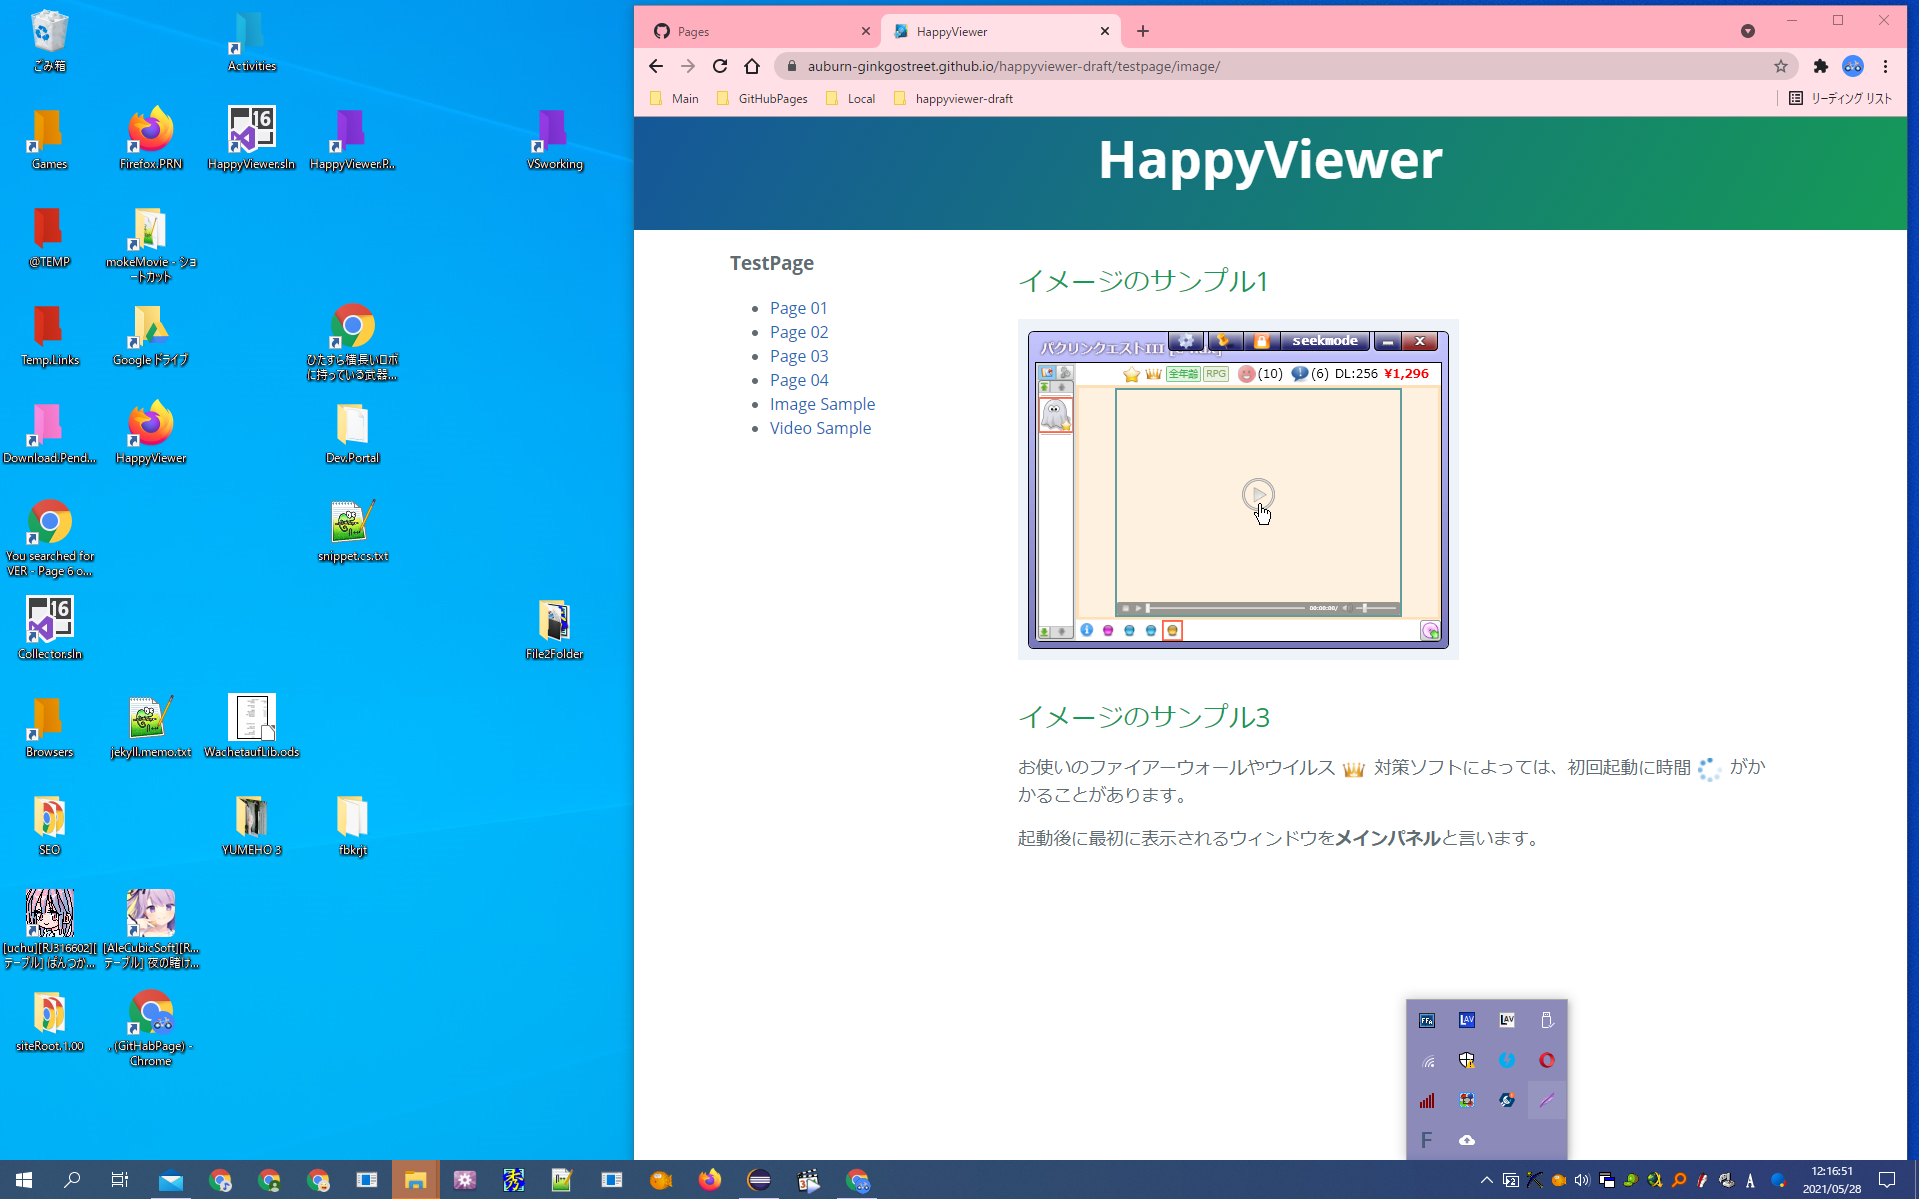 ごみ箱
Activities
Games
Firefox.PRN
HappyViewer.sln
HappyViewer.P...
VSworking
@TEMP
mokeMovie - ショ
ートカット
Temp.Links
Google ドライブ
ひたすら横長いロボ
に持っている武器...
Download.Pend...
HappyViewer
Dev.Portal
You searched for
VER - Page 6 o...
snippet.cs.txt
Collector.sln
File2Folder
Browsers
jekyll.memo.txt
WachetaufLib.ods
SEO
YUMEHO 3
fbkrjt
[uchu][RJ316602][
テーブル] ぱんつか...
[AleCubicSoft][R...
テーブル] 夜の賭け...
siteRoot.1.00
. (GitHabPage) -
Chrome
Pages
HappyViewer
auburn-ginkgostreet.github.io/happyviewer-draft/testpage/image/
Main
GitHubPages
Local
happyviewer-draft
リーディング リスト
HappyViewer
TestPage
Page 01
Page 02
Page 03
Page 04
Image Sample
Video Sample
イメージのサンプル1
パクリンクエストIII
seekmode
全年齢 RPG (10) (6) DL:256 ¥1,296
00:00:00/
イメージのサンプル3
お使いのファイアーウォールやウイルス 対策ソフトによっては、初回起動に時間 がか
かることがあります。
起動後に最初に表示されるウィンドウをメインパネルと言います。
FFa
LAV
LAV
F
A
12:16:51
2021/05/28